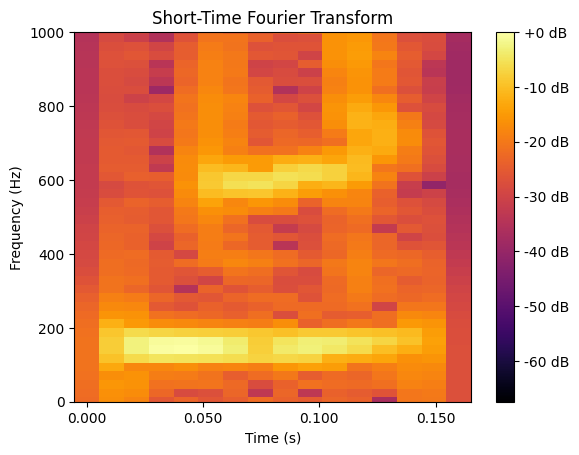 Short-Time Fourier Transform
Frequency (Hz)
1000
800
600
400
200
0
0.000
0.050
0.100
0.150
Time (s)
+0 dB
-10 dB
-20 dB
-30 dB
-40 dB
-50 dB
-60 dB